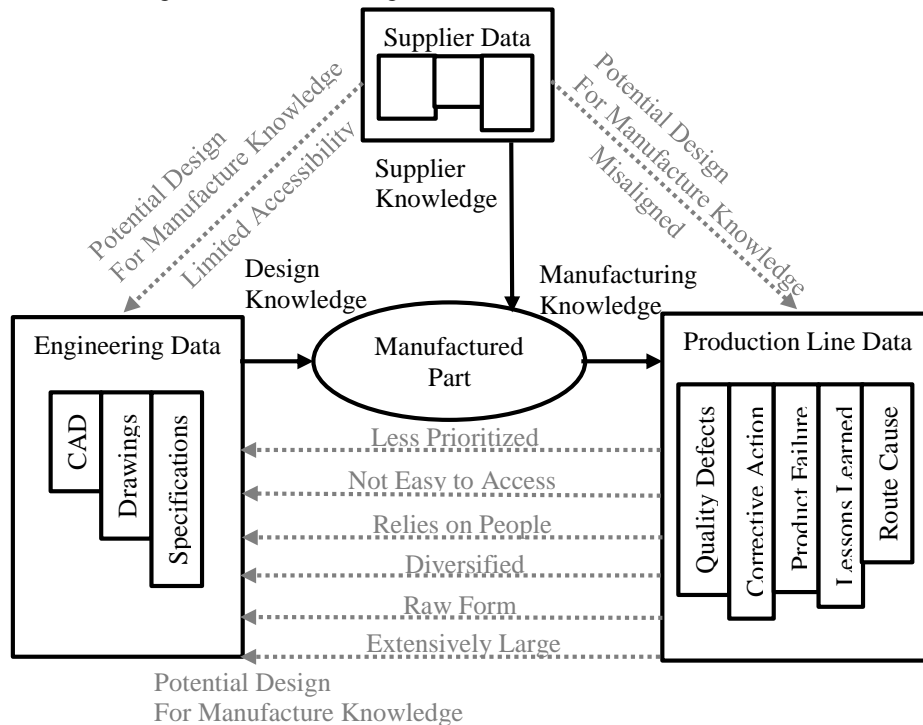 Supplier Data
Potential Design
For Manufacture Knowledge
Limited Accessibility
Potential Design
For Manufacture Knowledge
Misaligned
Supplier
Knowledge
Design
Knowledge
Manufacturing
Knowledge
Engineering Data
CAD
Drawings
Specifications
Manufactured
Part
Production Line Data
Quality Defects
Corrective Action
Product Failure
Lessons Learned
Route Cause
Less Prioritized
Not Easy to Access
Relies on People
Diversified
Raw Form
Extensively Large
Potential Design
For Manufacture Knowledge